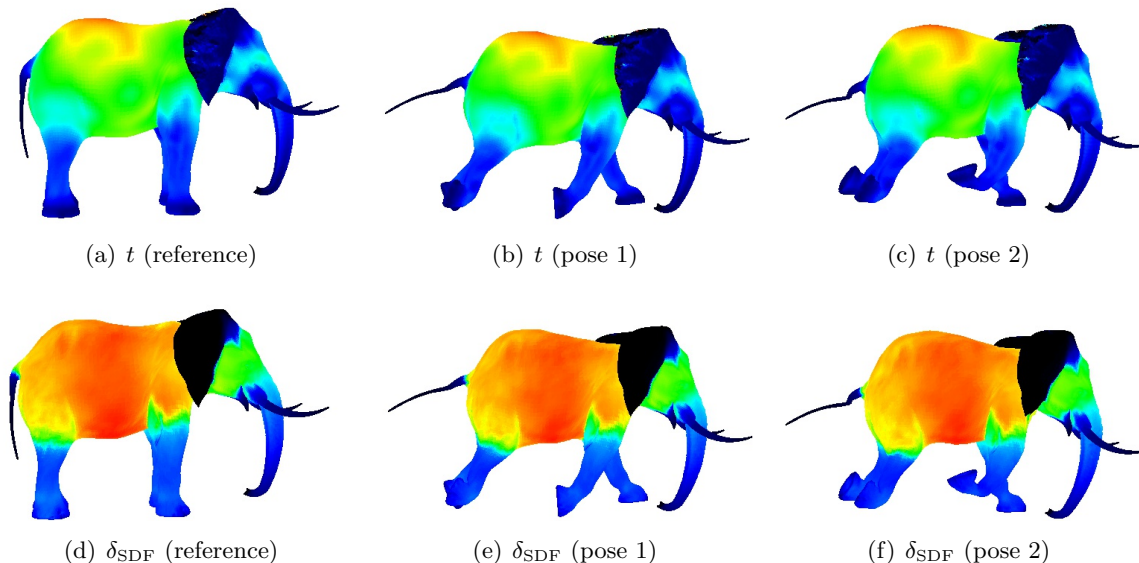 (a) t (reference)
(b) t (pose 1)
(c) t (pose 2)
(d) δSDF (reference)
(e) δSDF (pose 1)
(f) δSDF (pose 2)